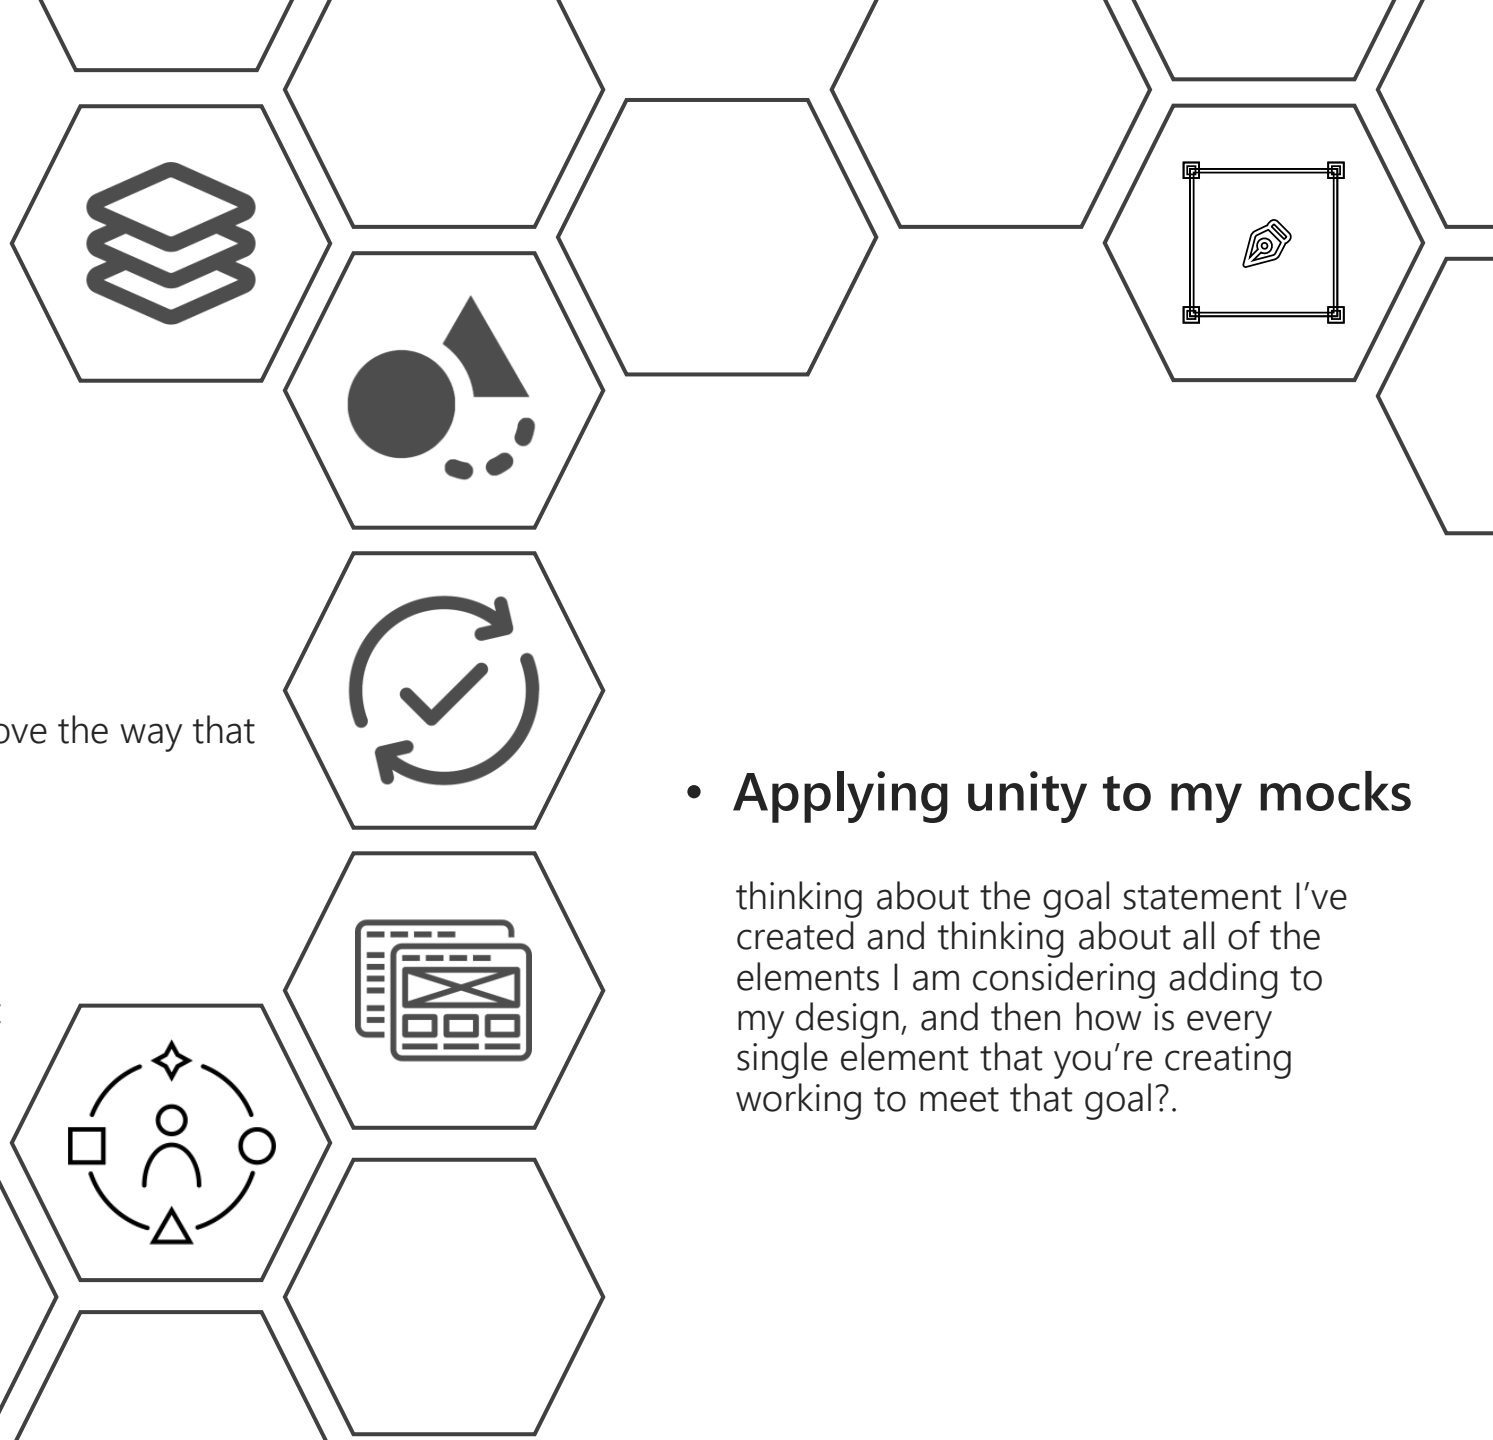 the way that
• Applying unity to my mocks
thinking about the goal statement I’ve
created and thinking about all of the
elements I am considering adding to
my design, and then how is every
single element that you’re creating
working to meet that goal?.